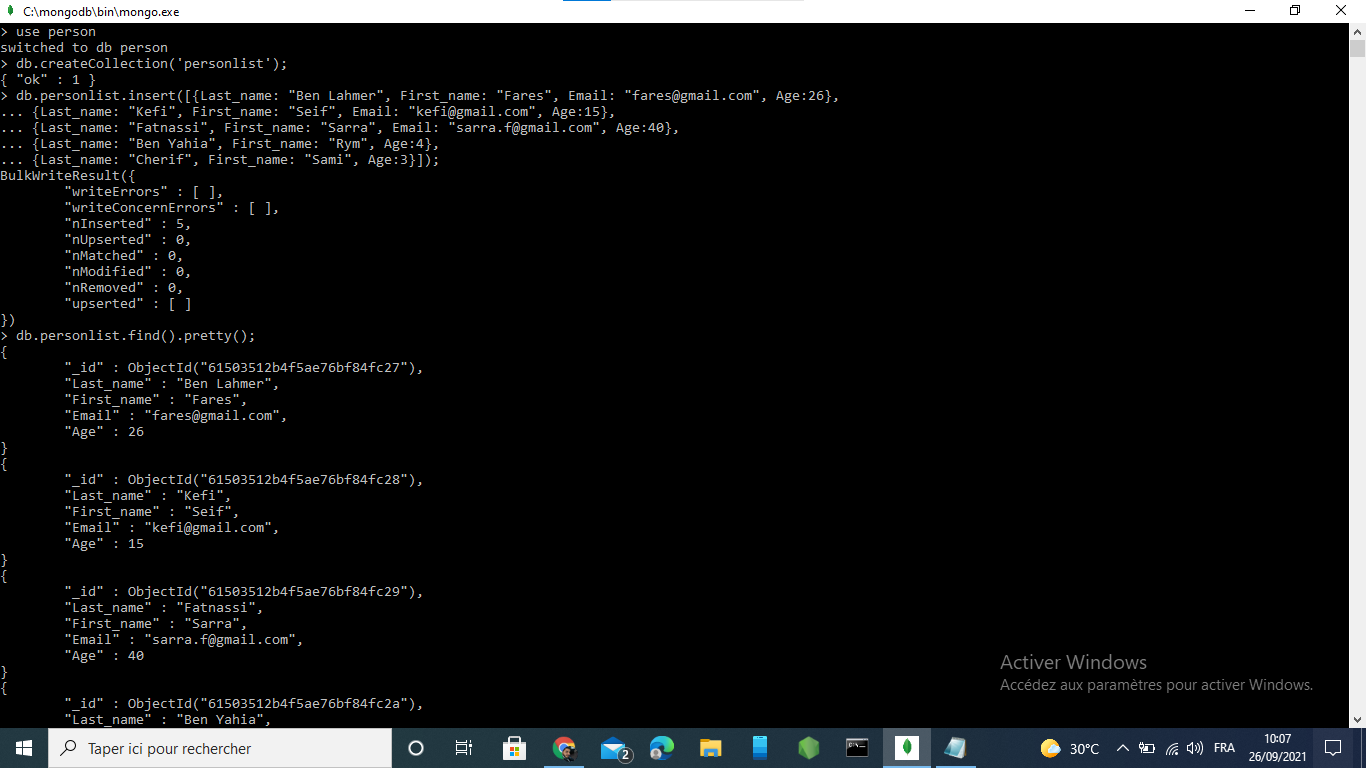 C:\mongodb\bin\mongo.exe
> use person
switched to db person
> db.createCollection('personlist');
{ "ok" : 1 }
> db.personlist.insert([{Last_name: "Ben Lahmer", First_name: "Fares", Email: "fares@gmail.com", Age:26},
... {Last_name: "Kefi", First_name: "Seif", Email: "kefi@gmail.com", Age:15},
... {Last_name: "Fatnassi", First_name: "Sarra", Email: "sarra.f@gmail.com", Age:40},
... {Last_name: "Ben Yahia", First_name: "Rym", Age:4},
... {Last_name: "Cherif", First_name: "Sami", Age:3}]);
BulkWriteResult({
"writeErrors" : [ ],
"writeConcernErrors" : [ ],
"nInserted" : 5,
"nUpserted" : 0,
"nMatched" : 0,
"nModified" : 0,
"nRemoved" : 0,
"upserted" : [ ]
})
> db.personlist.find().pretty();
{
"_id" : ObjectId("61503512b4f5ae76bf84fc27"),
"Last_name" : "Ben Lahmer",
"First_name" : "Fares",
"Email" : "fares@gmail.com",
"Age" : 26
}
{
"_id" : ObjectId("61503512b4f5ae76bf84fc28"),
"Last_name" : "Kefi",
"First_name" : "Seif",
"Email" : "kefi@gmail.com",
"Age" : 15
}
{
"_id" : ObjectId("61503512b4f5ae76bf84fc29"),
"Last_name" : "Fatnassi",
"First_name" : "Sarra",
"Email" : "sarra.f@gmail.com",
"Age" : 40
}
{
"_id" : ObjectId("61503512b4f5ae76bf84fc2a"),
"Last_name" : "Ben Yahia",
Activer Windows
Accédez aux paramètres pour activer Windows.
Taper ici pour rechercher
2
30°C
FRA
10:07
26/09/2021